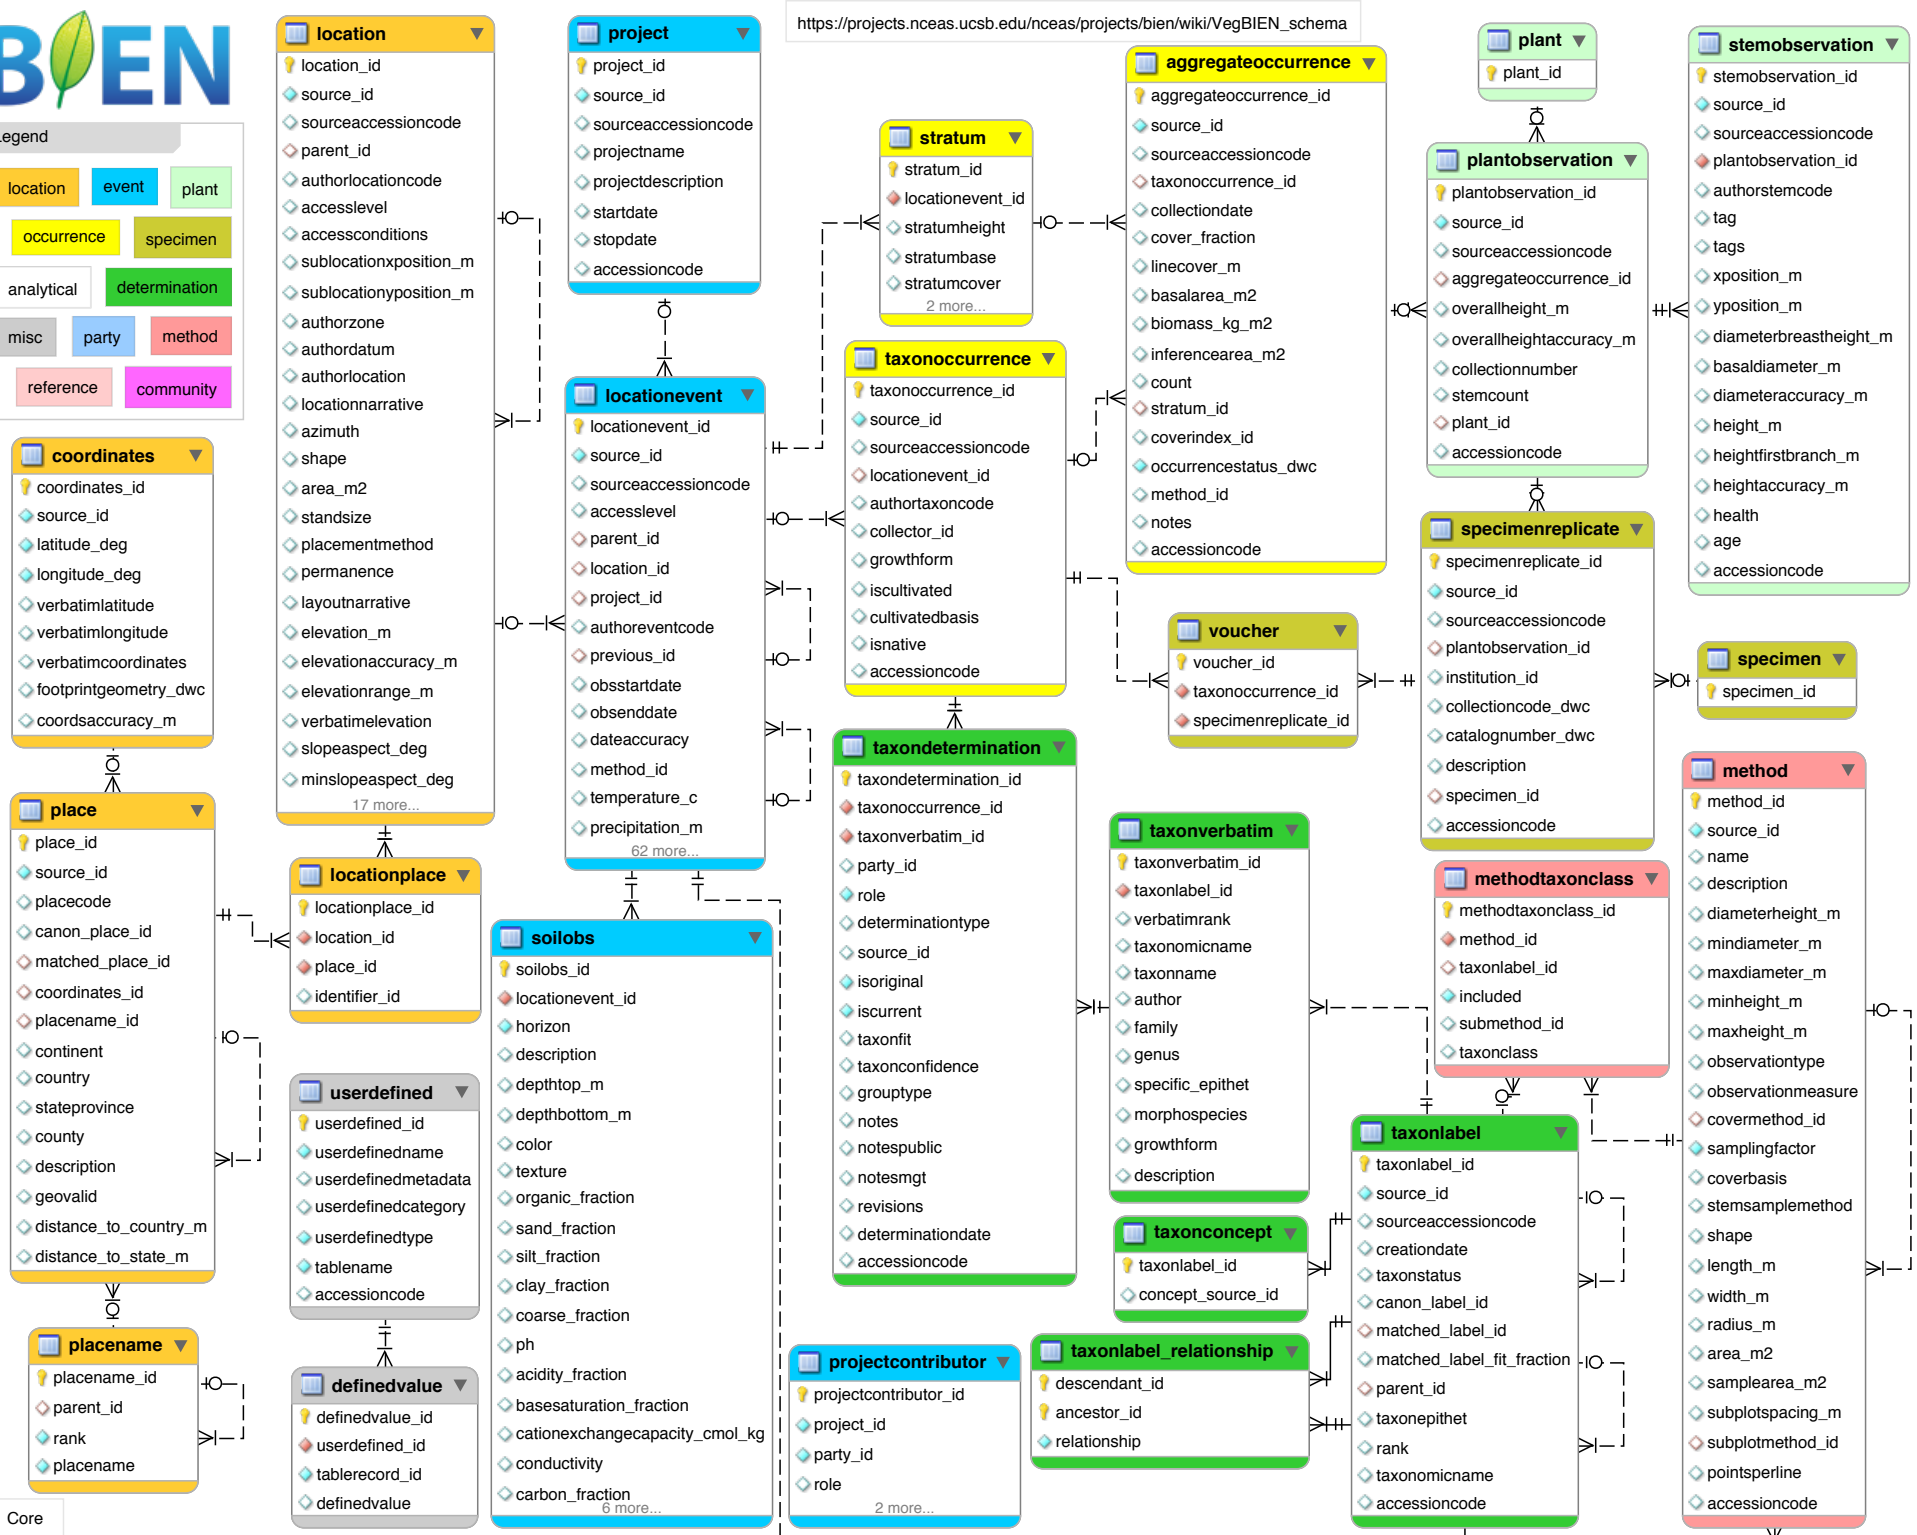 BIEN
https://projects.nceas.ucsb.edu/nceas/projects/bien/wiki/VegBIEN_schema
location
event
plant
occurrence
specimen
analytical
determination
misc
party
method
reference
community
coordinates
coordinates_id
source_id
latitude_deg
longitude_deg
verbatimlatitude
verbatimlongitude
verbatimcoordinates
footprintgeometry_dwc
coordsaccuracy_m
place
place_id
source_id
placecode
canon_place_id
matched_place_id
coordinates_id
placename_id
continent
country
stateprovince
county
description
geovalid
distance_to_country_m
distance_to_state_m
placename
placename_id
parent_id
rank
placename
Core
location
location_id
source_id
sourceaccessioncode
parent_id
authorlocationcode
accesslevel
accessconditions
sublocationxposition_m
sublocationyposition_m
authorzone
authordatum
authorlocation
locationnarrative
azimuth
shape
area_m2
standsize
placementmethod
permanence
layoutnarrative
elevation_m
elevationaccuracy_m
elevationrange_m
verbatimelevation
slopeaspect_deg
minslopeaspect_deg
17 more...
locationplace
locationplace_id
location_id
place_id
identifier_id
userdefined
userdefined_id
userdefinedname
userdefinedmetadata
userdefinedcategory
userdefinedtype
tablename
accessioncode
definedvalue
definedvalue_id
userdefined_id
tablerecord_id
definedvalue
project
project_id
source_id
sourceaccessioncode
projectname
projectdescription
startdate
stopdate
accessioncode
locationevent
locationevent_id
source_id
sourceaccessioncode
accesslevel
parent_id
location_id
project_id
authoreventcode
previous_id
obsstartdate
obsenddate
dateaccuracy
method_id
temperature_c
precipitation_m
62 more...
soilobs
soilobs_id
locationevent_id
horizon
description
depthtop_m
depthbottom_m
color
texture
organic_fraction
sand_fraction
silt_fraction
clay_fraction
coarse_fraction
ph
acidity_fraction
basesaturation_fraction
cationexchangecapacity_cmol_kg
conductivity
carbon_fraction
6 more...
stratum
stratum_id
locationevent_id
stratumheight
stratumbase
stratumcover
2 more...
taxonoccurrence
taxonoccurrence_id
source_id
sourceaccessioncode
locationevent_id
authortaxoncode
collector_id
growthform
iscultivated
cultivatedbasis
isnative
accessioncode
taxondetermination
taxondetermination_id
taxonoccurrence_id
taxonverbatim_id
party_id
role
determinationtype
source_id
isoriginal
iscurrent
taxonfit
taxonconfidence
grouptype
notes
notespublic
notesmgt
revisions
determinationdate
accessioncode
projectcontributor
projectcontributor_id
project_id
party_id
role
2 more...
aggregateoccurrence
aggregateoccurrence_id
source_id
sourceaccessioncode
taxonoccurrence_id
collectiondate
cover_fraction
linecover_m
basalarea_m2
biomass_kg_m2
inferencearea_m2
count
stratum_id
coverindex_id
occurrencestatus_dwc
method_id
notes
accessioncode
voucher
voucher_id
taxonoccurrence_id
specimenreplicate_id
taxonverbatim
taxonverbatim_id
taxonlabel_id
verbatimrank
taxonomicname
taxonname
author
family
genus
specific_epithet
morphospecies
growthform
description
taxonconcept
taxonlabel_id
concept_source_id
taxonlabel_relationship
descendant_id
ancestor_id
relationship
plant
plant_id
plantobservation
plantobservation_id
source_id
sourceaccessioncode
aggregateoccurrence_id
overallheight_m
overallheightaccuracy_m
collectionnumber
stemcount
plant_id
accessioncode
specimenreplicate
specimenreplicate_id
source_id
sourceaccessioncode
plantobservation_id
institution_id
collectioncode_dwc
catalognumber_dwc
description
specimen_id
accessioncode
methodtaxonclass
methodtaxonclass_id
method_id
taxonlabel_id
included
submethod_id
taxonclass
taxonlabel
taxonlabel_id
source_id
sourceaccessioncode
creationdate
taxonstatus
canon_label_id
matched_label_id
matched_label_fit_fraction
parent_id
taxonepithet
rank
taxonomicname
accessioncode
stemobservation
stemobservation_id
source_id
sourceaccessioncode
plantobservation_id
authorstemcode
tag
tags
xposition_m
yposition_m
diameterbreastheight_m
basaldiameter_m
diameteraccuracy_m
height_m
heightfirstbranch_m
heightaccuracy_m
health
age
accessioncode
specimen
specimen_id
method
method_id
source_id
name
description
diameterheight_m
mindiameter_m
maxdiameter_m
minheight_m
maxheight_m
observationtype
observationmeasure
covermethod_id
samplingfactor
coverbasis
stemsamplemethod
shape
length_m
width_m
radius_m
area_m2
samplearea_m2
subplotspacing_m
subplotmethod_id
pointsperline
accessioncode